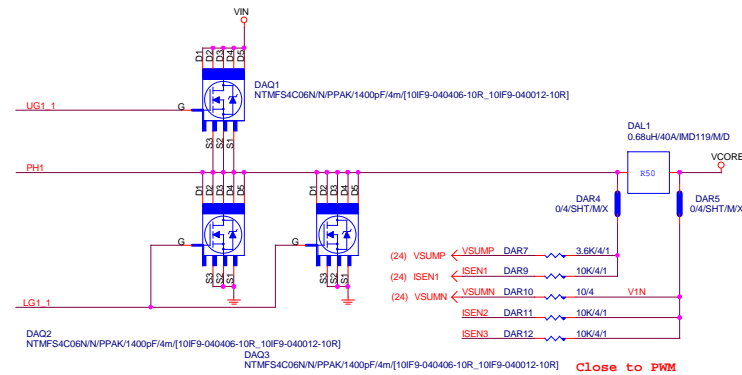 VIN
D1 D2 D3 D4 D5
DAQ1
NTMFS4C06N/N/PPAK/1400pF/4m/[10IF9-040406-10R_10IF9-040012-10R]
UG1_1
G
S3 S2 S1
DAL1
0.68uH/40A/IMD119/M/D
VCORE
PH1
R50
D1 D2 D3 D4 D5
D1 D2 D3 D4 D5
DAR4
0/4/SHT/M/X
DAR5
0/4/SHT/M/X
G
G
S3 S2 S1
S3 S2 S1
(24) VSUMP VSUMP DAR7 3.6K/4/1
(24) ISEN1 ISEN1 DAR9 10K/4/1
(24) VSUMN VSUMN DAR10 10/4 V1N
LG1_1
ISEN2 DAR11 10K/4/1
ISEN3 DAR12 10K/4/1
DAQ2
NTMFS4C06N/N/PPAK/1400pF/4m/[10IF9-040406-10R_10IF9-040012-10R]
DAQ3
NTMFS4C06N/N/PPAK/1400pF/4m/[10IF9-040406-10R_10IF9-040012-10R]
Close to PWM